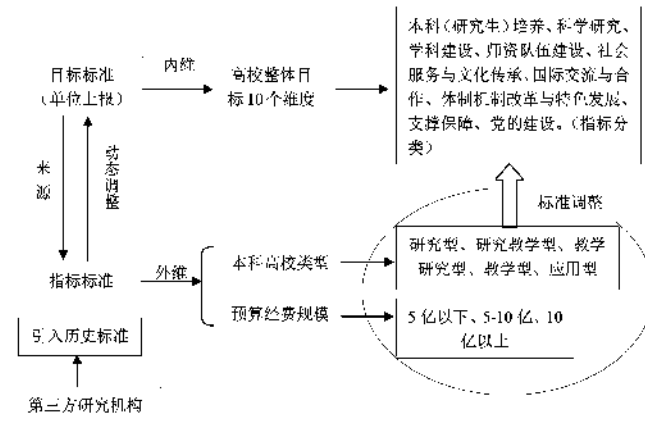 目标标准
（单位上报）
内维
高校整体目
标10个维度
本科（研究生）培养、科学研究、
学科建设、师资队伍建设、社会
服务与文化传承、国际交流与合
作、体制机制改革与特色发展、
支撑保障、党的建设。（指标分
类）
来源
动态调整
标准调整
指标标准
外维
本科高校类型
研究型、研究教学型、教学
研究型、教学型、应用型
预算经费规模
5亿以下、5-10亿、10
亿以上
引入历史标准
第三方研究机构